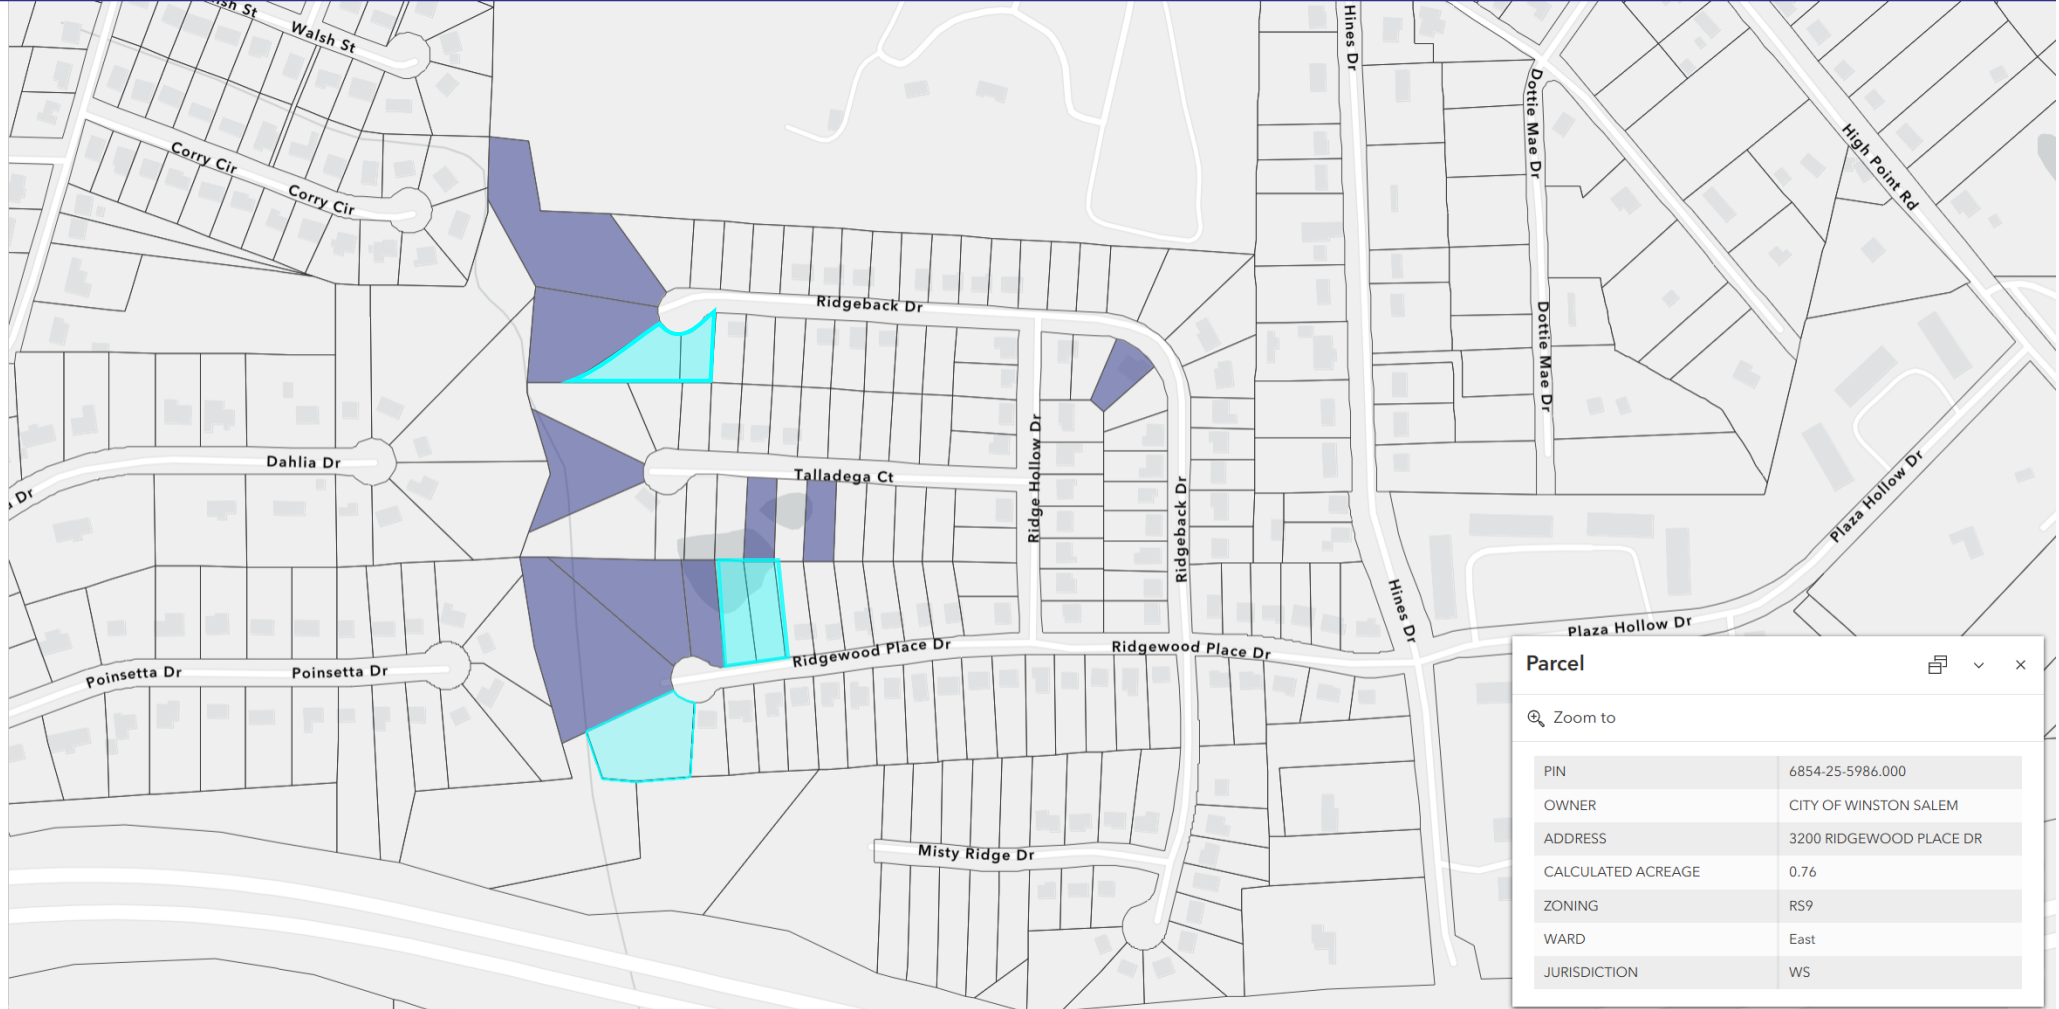 Walsh St
Hines Dr
Dottie Mae Dr
High Point Rd
Corry Cir
Corry Cir
Ridgeback Dr
Dottie Mae Dr
Dahlia Dr
Talladega Ct
Ridge Hollow Dr
Ridgeback Dr
Plaza Hollow Dr
Dr
Hines Dr
Plaza Hollow Dr
Poinsetta Dr
Poinsetta Dr
Ridgewood Place Dr
Ridgewood Place Dr
Misty Ridge Dr
Parcel
Zoom to
PIN 6854-25-5986.000
OWNER CITY OF WINSTON SALEM
ADDRESS 3200 RIDGEWOOD PLACE DR
CALCULATED ACREAGE 0.76
ZONING RS9
WARD East
JURISDICTION WS